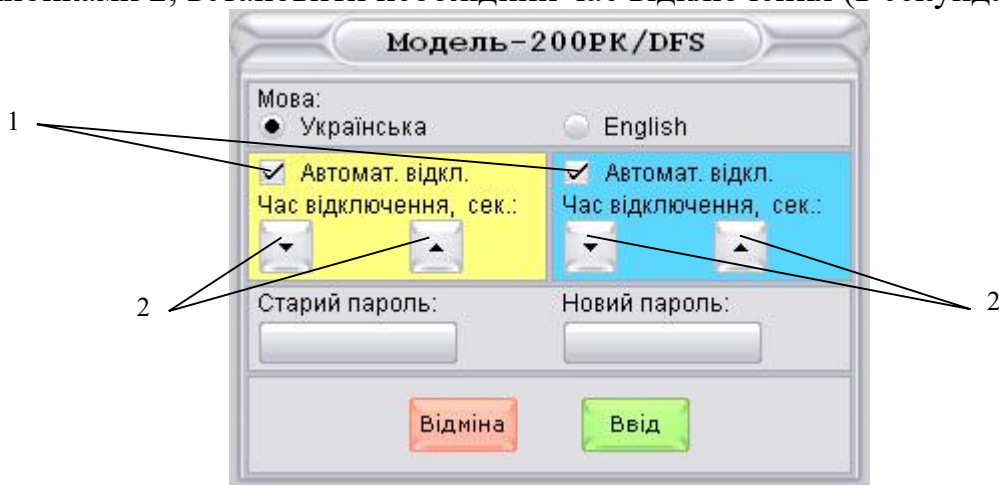 Модель-200РК/DFS
Мова:
1
Українська English
Автомат. відкл. Автомат. відкл.
Час відключення, сек.: Час відключення, сек.:
2 2
Старий пароль: Новий пароль:
Відміна Ввід